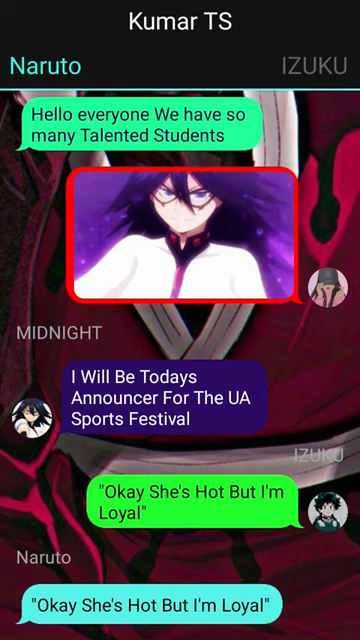 Kumar TS
Naruto
IZUKU
Hello everyone We have so
many Talented Students
MIDNIGHT
I Will Be Todays
Announcer For The UA
Sports Festival
IZUKU
"Okay She's Hot But I'm
Loyal"
Naruto
"Okay She's Hot But I'm Loyal"